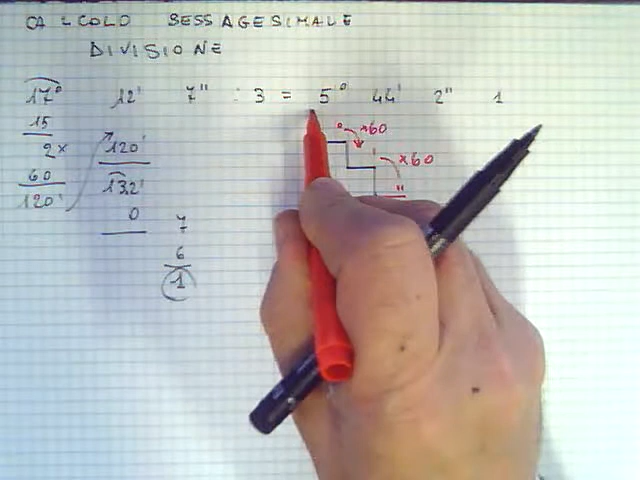 CALCOLO SESSAGESIMALE
DIVISIONE
17° 12' 7" : 3 = 5° 44' 2" 1
15
2 x
60
120'
120'
132'
0
7
6
1
° x60
' x60
"